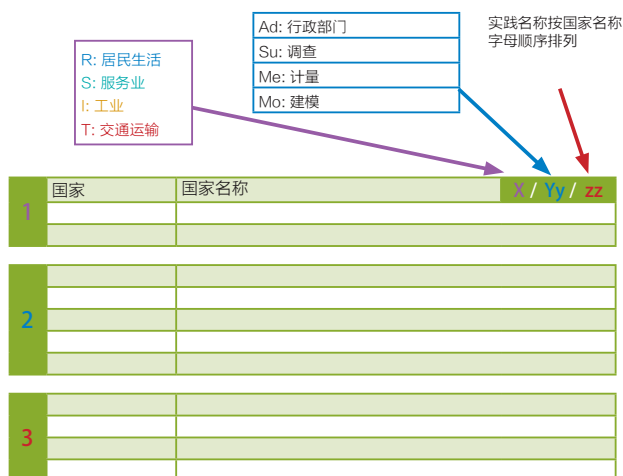 实践名称按国家名称
字母顺序排列
Ad: 行政部门
Su: 调查
Me: 计量
Mo: 建模
R: 居民生活
S: 服务业
I: 工业
T: 交通运输
1 国家 国家名称 X / Yy / zz
2
3